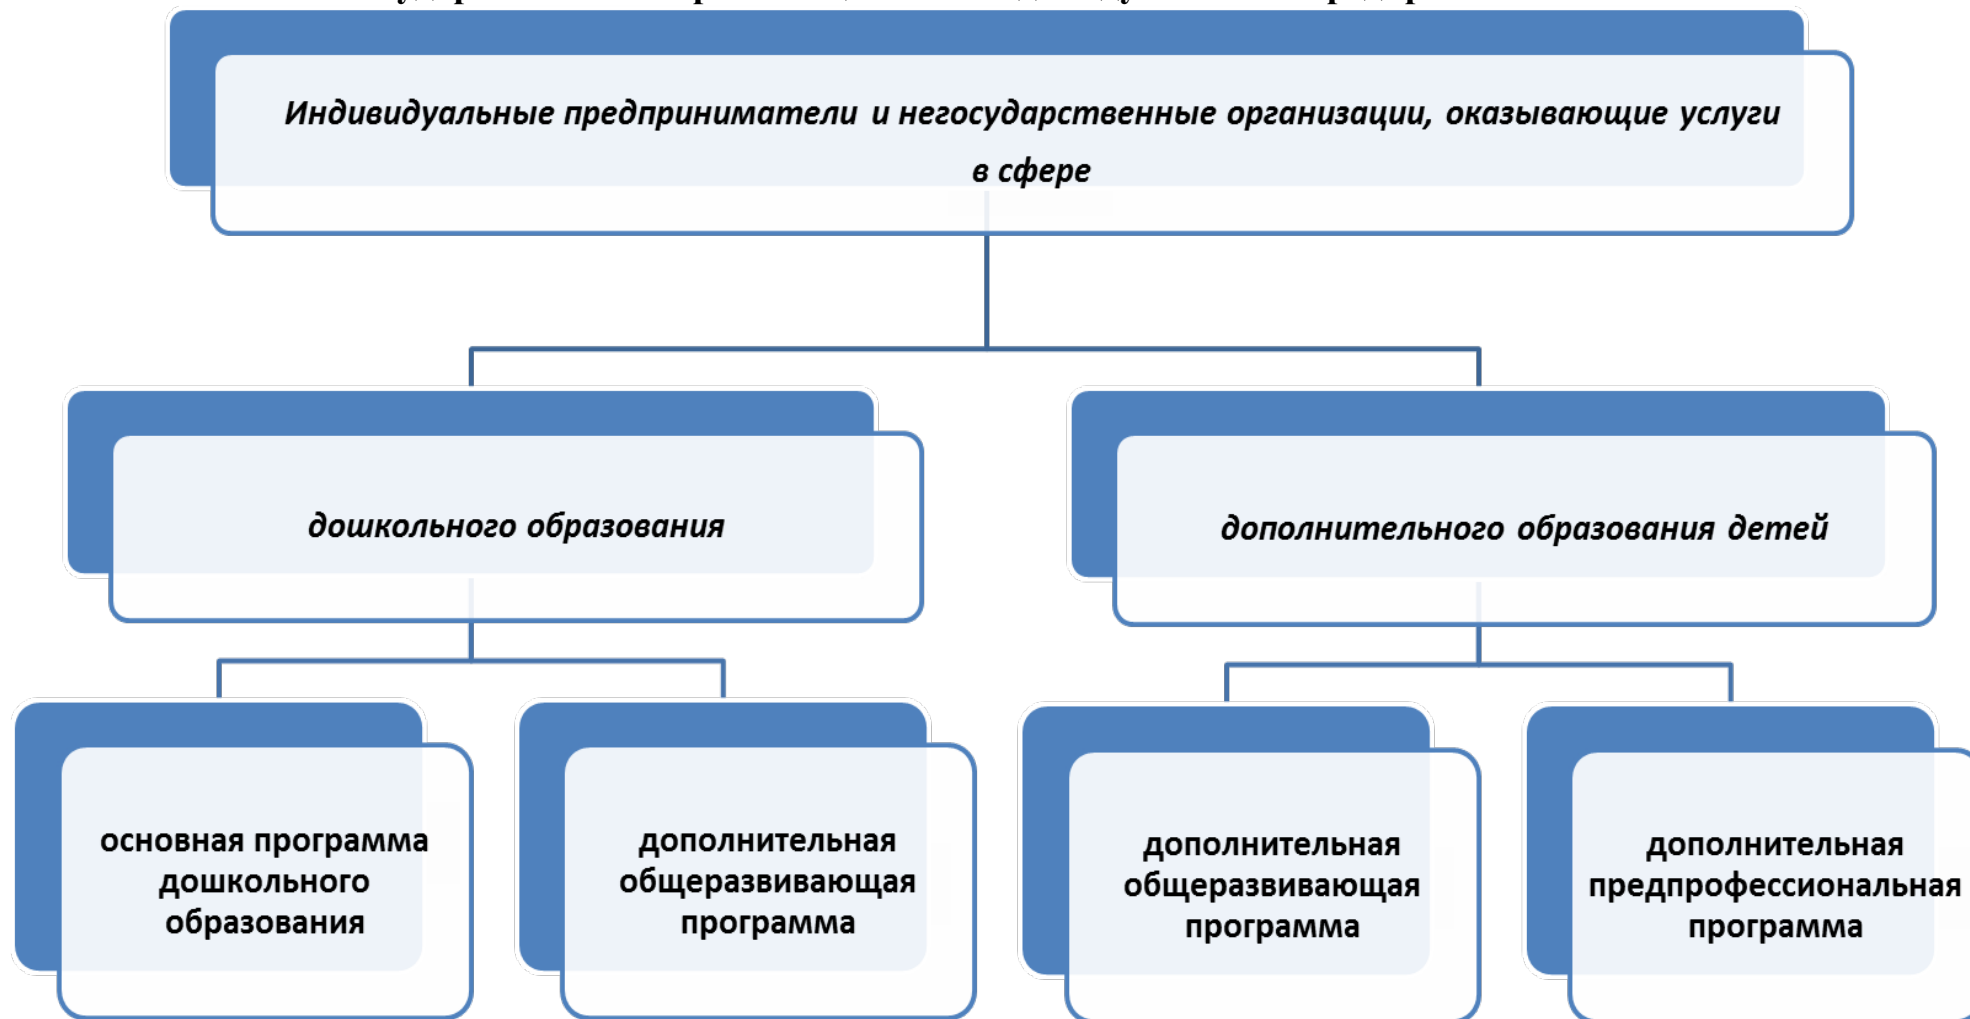 Индивидуальные предприниматели и негосударственные организации, оказывающие услуги
в сфере
дошкольного образования
дополнительного образования детей
основная программа
дошкольного
образования
дополнительная
общеразвивающая
программа
дополнительная
общеразвивающая
программа
дополнительная
предпрофессиональная
программа